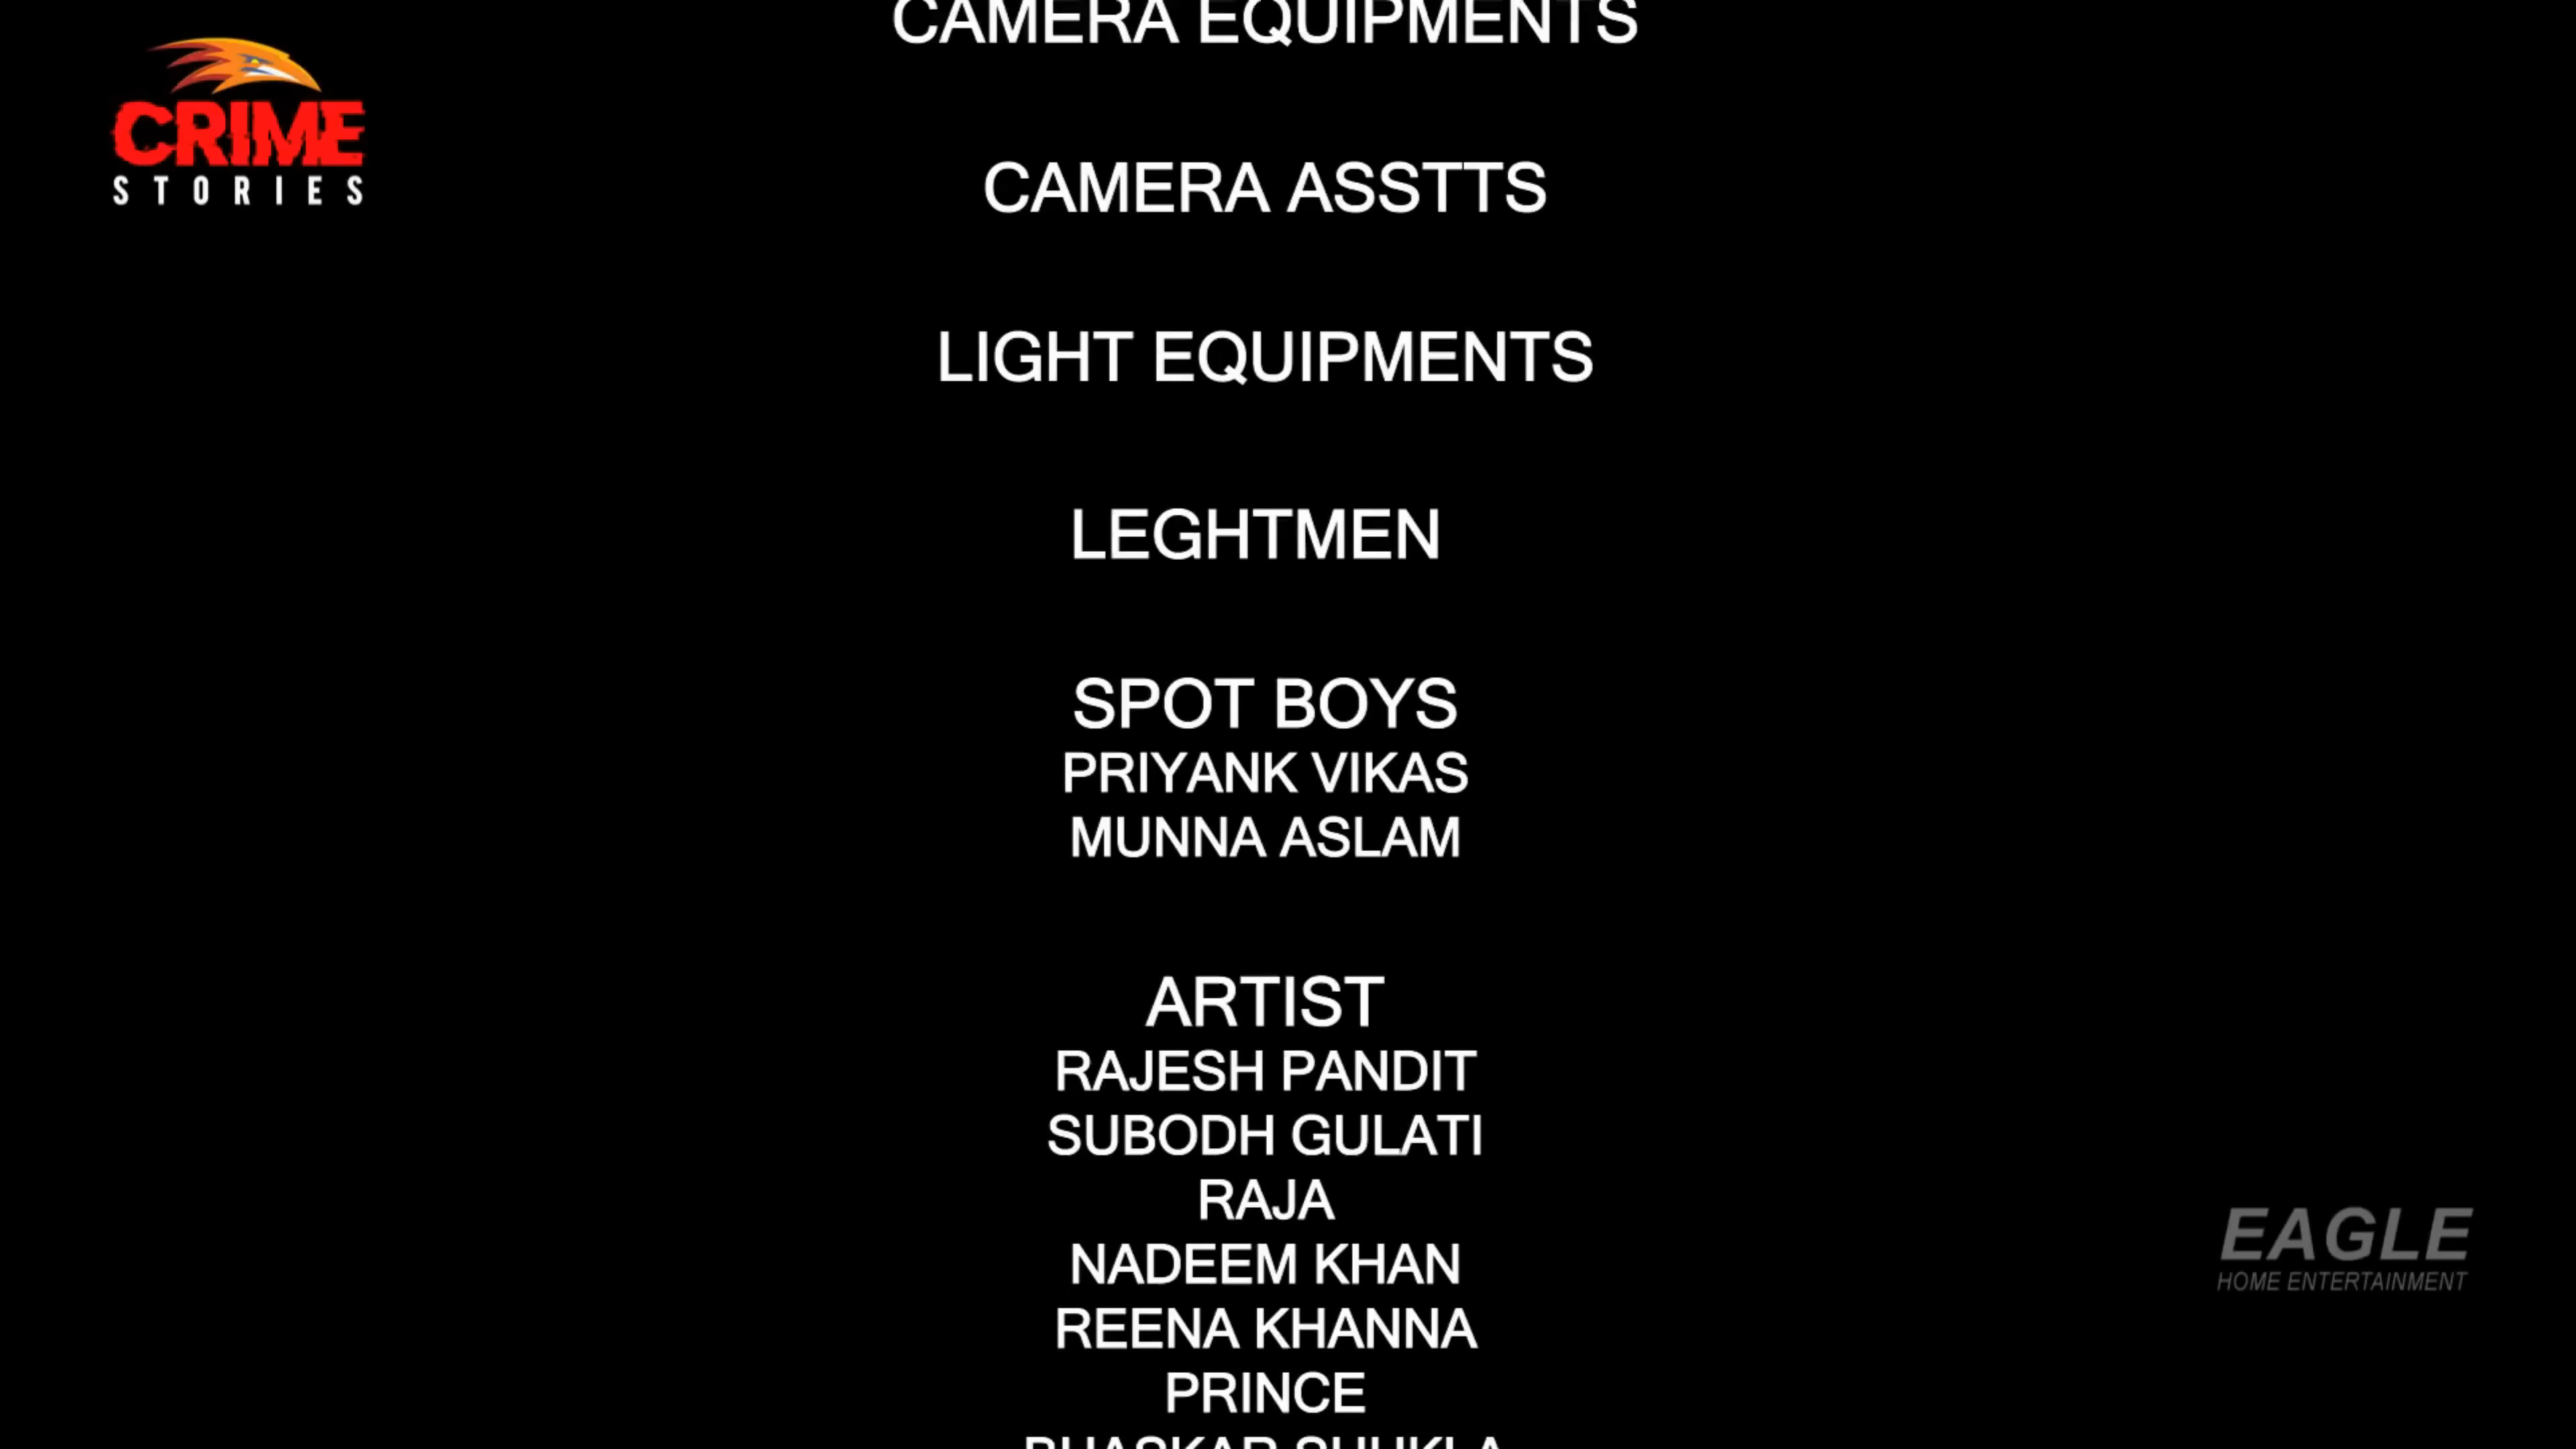 CAMERA EQUIPMENTS
CRIME
STORIES
CAMERA ASSTTS
LIGHT EQUIPMENTS
LEGHTMEN
SPOT BOYS
PRIYANK VIKAS
MUNNA ASLAM
ARTIST
RAJESH PANDIT
SUBODH GULATI
RAJA
NADEEM KHAN
EAGLE
HOME ENTERTAINMENT
REENA KHANNA
PRINCE